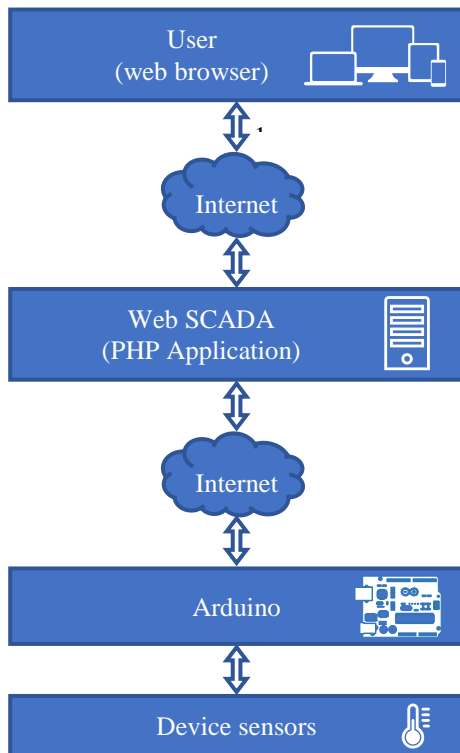 User
(web browser)
Internet
Web SCADA
(PHP Application)
Internet
Arduino
Device sensors